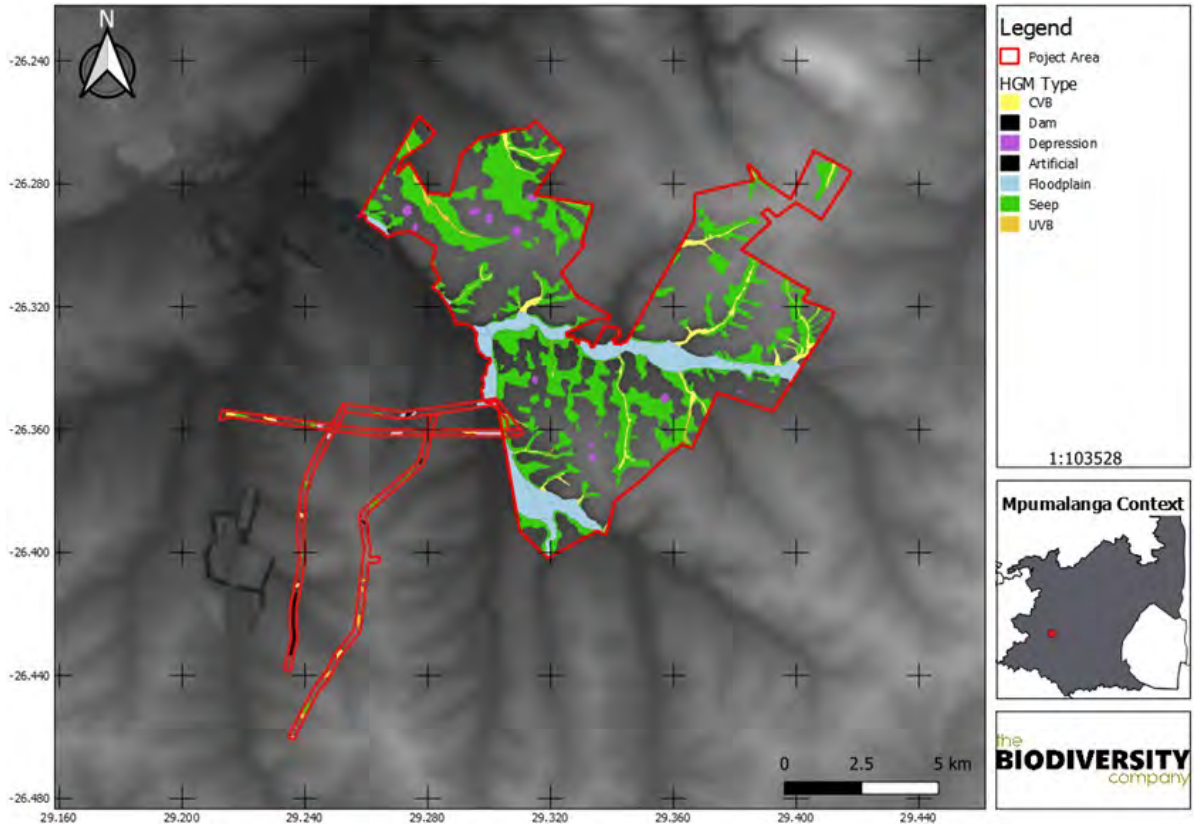 N
-26.240
-26.280
-26.320
-26.360
-26.400
-26.440
-26.480
29.160
29.200
29.240
29.280
29.320
29.360
29.400
29.440
0 2.5 5 km
Legend
Poject Area
HGM Type
CVB
Dam
Depression
Artificial
Floodplain
Seep
UVB
1:103528
Mpumalanga Context
the
BIODIVERSITY
company